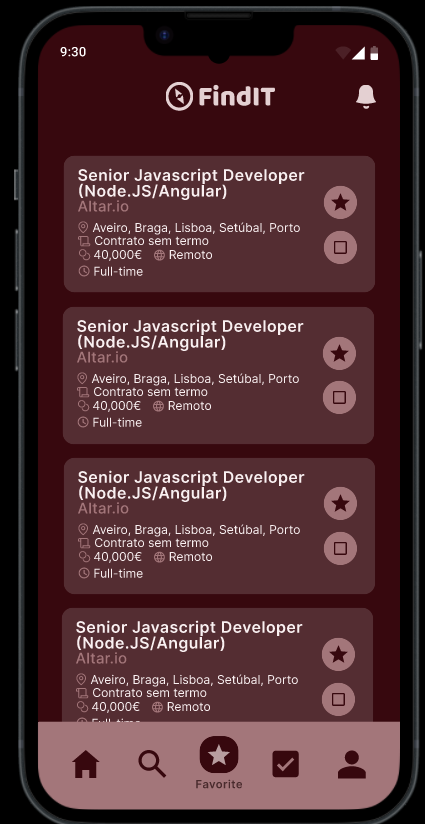 9:30
FindIT
Senior Javascript Developer
(Node.JS/Angular)
Altar.io
Aveiro, Braga, Lisboa, Setúbal, Porto
Contrato sem termo
40,000€ Remoto
Full-time
Senior Javascript Developer
(Node.JS/Angular)
Altar.io
Aveiro, Braga, Lisboa, Setúbal, Porto
Contrato sem termo
40,000€ Remoto
Full-time
Senior Javascript Developer
(Node.JS/Angular)
Altar.io
Aveiro, Braga, Lisboa, Setúbal, Porto
Contrato sem termo
40,000€ Remoto
Full-time
Senior Javascript Developer
(Node.JS/Angular)
Altar.io
Aveiro, Braga, Lisboa, Setúbal, Porto
Contrato sem termo
40,000€ Remoto
Full-time
Favorite